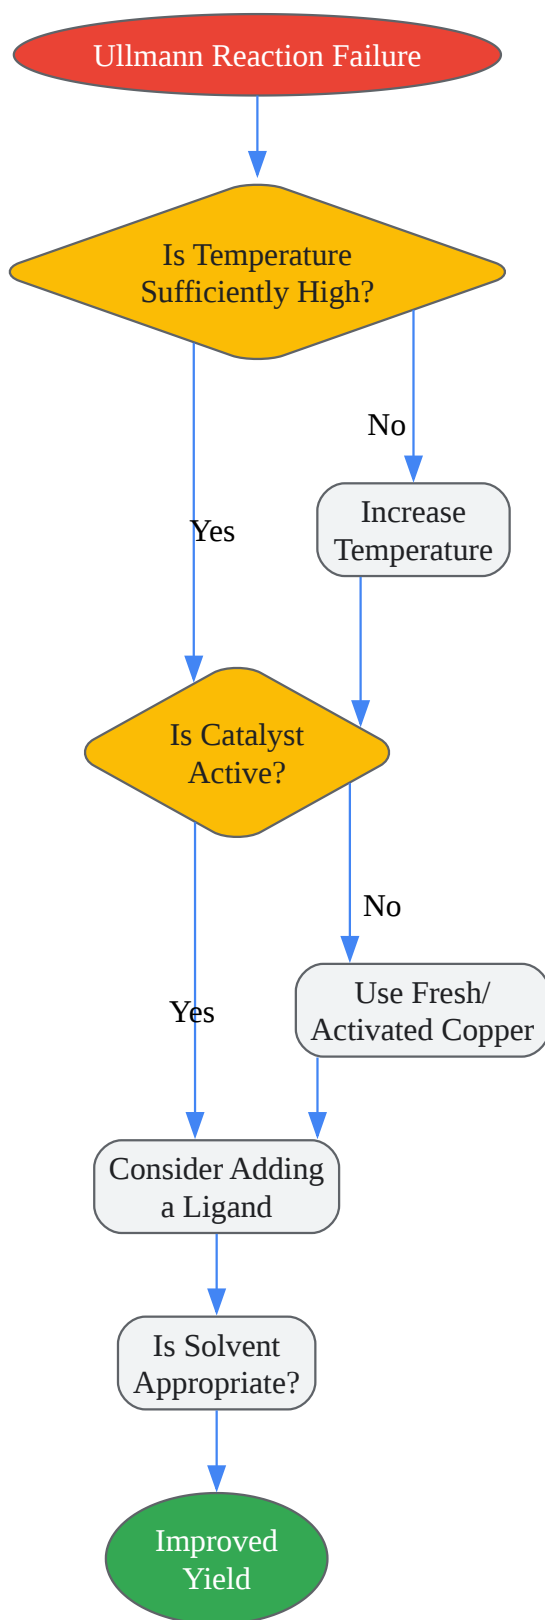 Ullmann Reaction Failure
Is Temperature
Sufficiently High?
No
Increase
Temperature
Yes
Is Catalyst
Active?
No
Use Fresh/
Activated Copper
Yes
Consider Adding
a Ligand
Is Solvent
Appropriate?
Improved
Yield